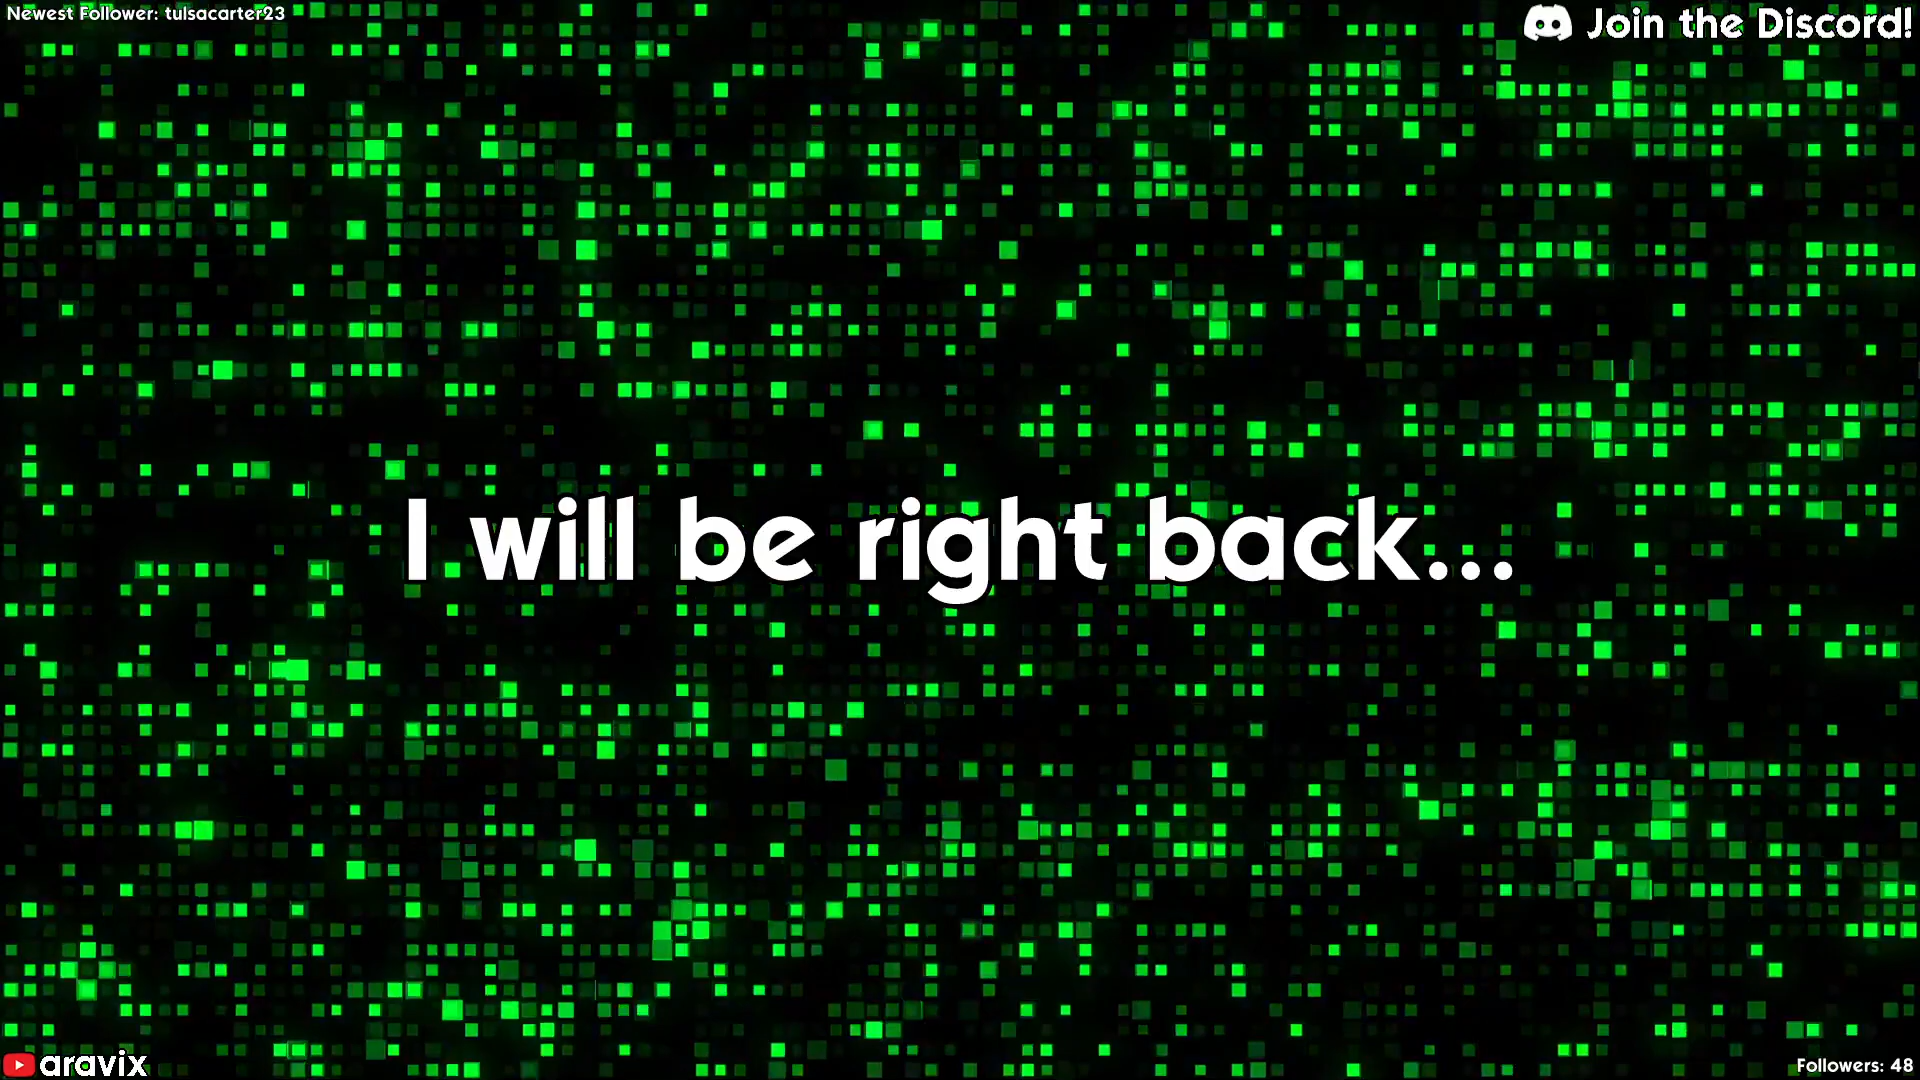 Newest Follower: tulsacarter23
Join the Discord!
I will be right back...
aravix
Followers: 48